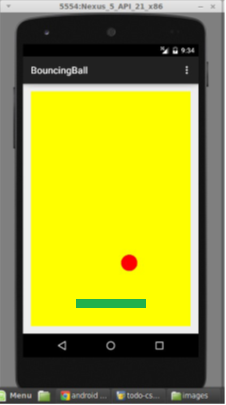 5554:Nexus_5_API_21_x86
9:34
BouncingBall
Menu android ... todo-cs... images